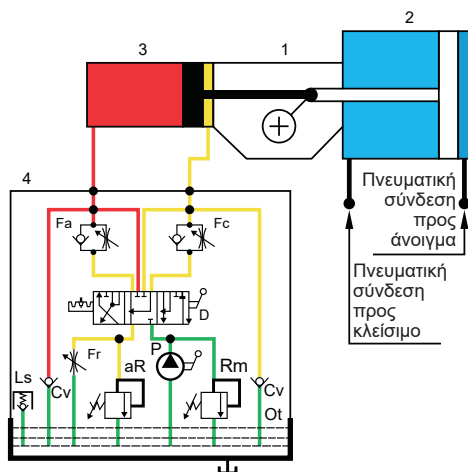 3
1
2
4
Πνευματική
σύνδεση
προς
άνοιγμα
Πνευματική
σύνδεση
προς
κλείσιμο
Fa
Fc
D
Fr
aR
P
Rm
Ls
Cv
Cv
Ot